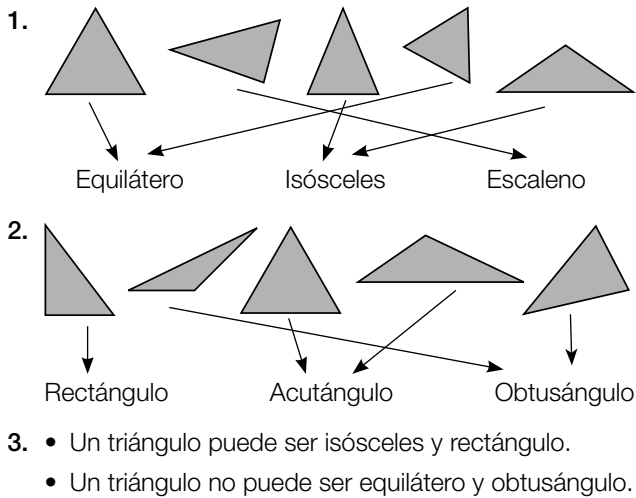 1.
Equilátero Isósceles Escaleno
2.
Rectángulo Acutángulo Obtusángulo
3. • Un triángulo puede ser isósceles y rectángulo.
• Un triángulo no puede ser equilátero y obtusángulo.